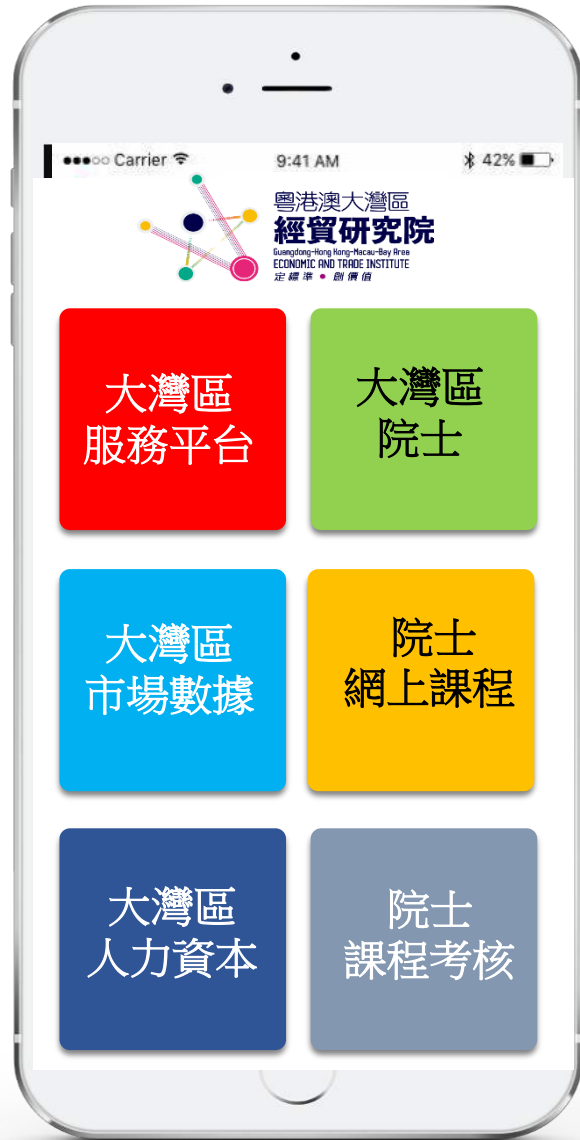 ●●●○○ Carrier 9:41 AM 42%
粵港澳大灣區
經貿研究院
Guangdong-Hong Kong-Macau-Bay Area
ECONOMIC AND TRADE INSTITUTE
定標準 • 創價值
大灣區
服務平台
大灣區
院士
大灣區
市場數據
院士
網上課程
大灣區
人力資本
院士
課程考核